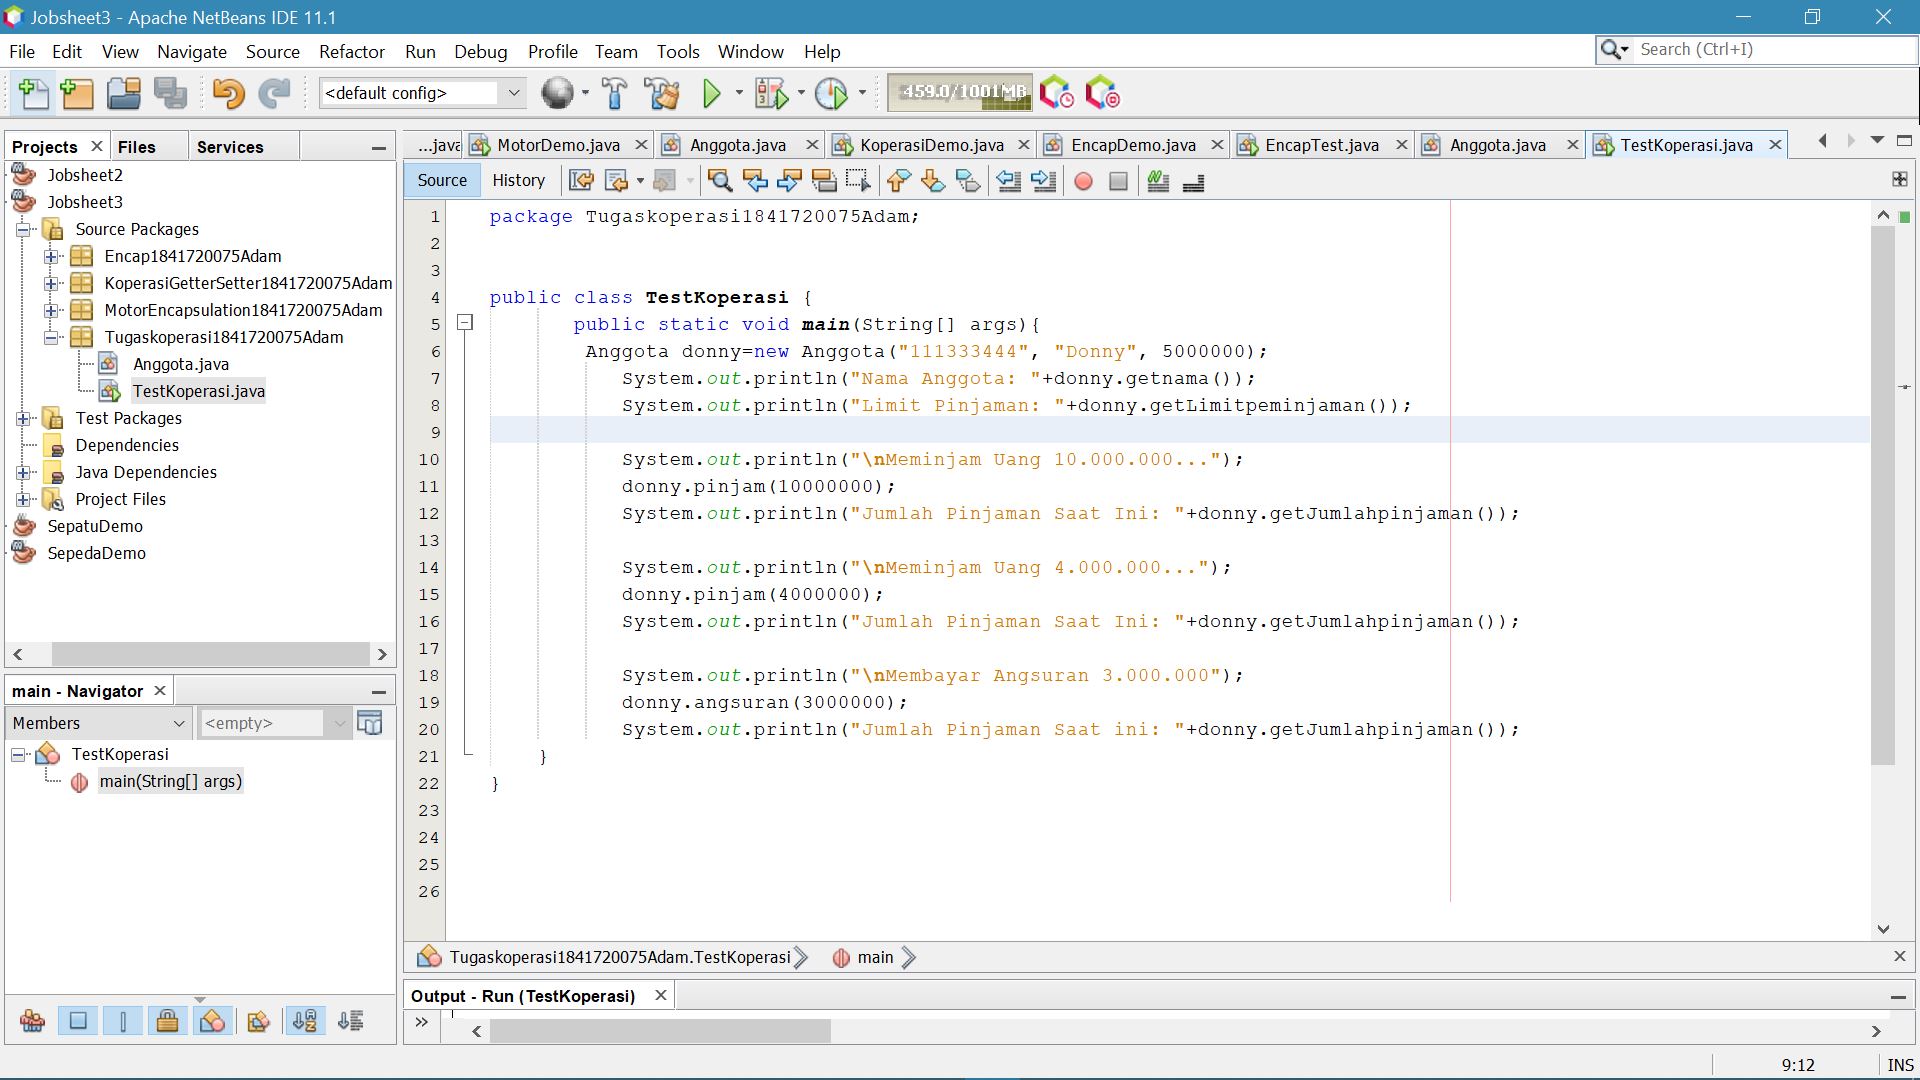 Jobsheet3 - Apache NetBeans IDE 11.1
File Edit View Navigate Source Refactor Run Debug Profile Team Tools Window Help
Search (Ctrl+I)
<default config>
459.0/1001MB
Projects Files Services
...java MotorDemo.java Anggota.java KoperasiDemo.java EncapDemo.java EncapTest.java Anggota.java TestKoperasi.java
Source History
Jobsheet2
Jobsheet3
Source Packages
Encap1841720075Adam
KoperasiGetterSetter1841720075Adam
MotorEncapsulation1841720075Adam
Tugaskoperasi1841720075Adam
Anggota.java
TestKoperasi.java
Test Packages
Dependencies
Java Dependencies
Project Files
SepatuDemo
SepedaDemo
main - Navigator
Members <empty>
TestKoperasi
main(String[] args)
1 package Tugaskoperasi1841720075Adam;
2
3
4 public class TestKoperasi {
5 public static void main(String[] args){
6 Anggota donny=new Anggota("111333444", "Donny", 5000000);
7 System.out.println("Nama Anggota: "+donny.getnama());
8 System.out.println("Limit Pinjaman: "+donny.getLimitpeminjaman());
9
10 System.out.println("\nMeminjam Uang 10.000.000...");
11 donny.pinjam(10000000);
12 System.out.println("Jumlah Pinjaman Saat Ini: "+donny.getJumlahpinjaman());
13
14 System.out.println("\nMeminjam Uang 4.000.000...");
15 donny.pinjam(4000000);
16 System.out.println("Jumlah Pinjaman Saat Ini: "+donny.getJumlahpinjaman());
17
18 System.out.println("\nMembayar Angsuran 3.000.000");
19 donny.angsuran(3000000);
20 System.out.println("Jumlah Pinjaman Saat ini: "+donny.getJumlahpinjaman());
21 }
22 }
23
24
25
26
Tugaskoperasi1841720075Adam.TestKoperasi main
Output - Run (TestKoperasi)
9:12 INS